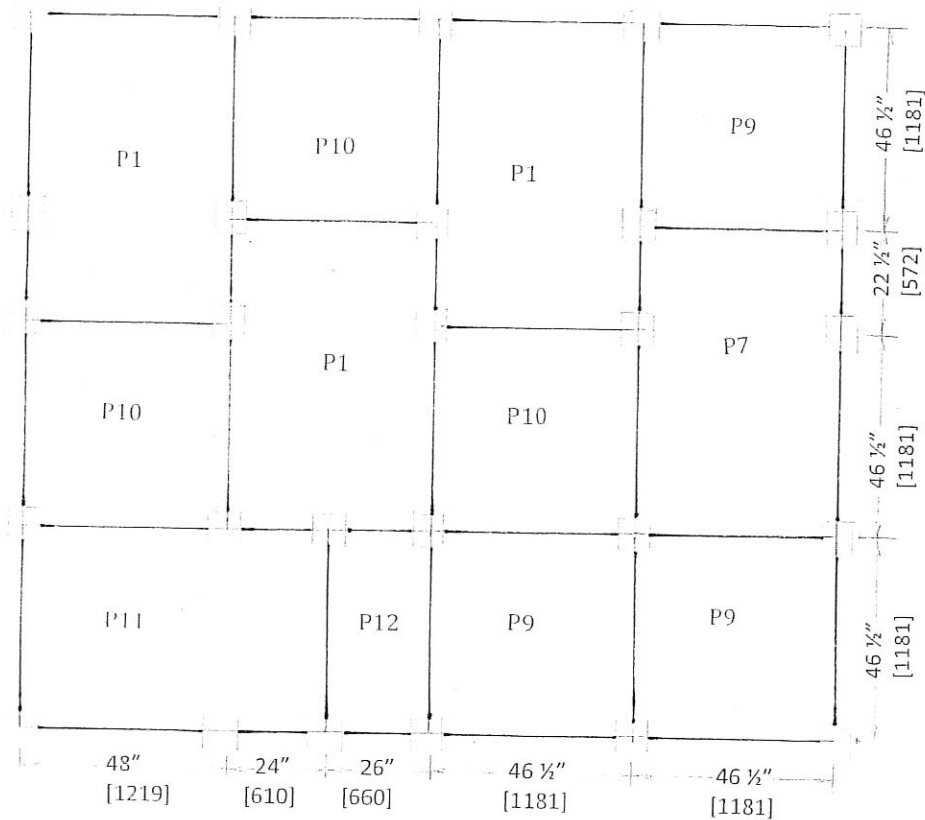 P1
P10
P1
P9
46 ½"
[1181]
22 ½"
[572]
P10
P1
P10
P7
46 ½"
[1181]
P11
P12
P9
P9
46 ½"
[1181]
48"
[1219]
24"
[610]
26"
[660]
46 ½"
[1181]
46 ½"
[1181]